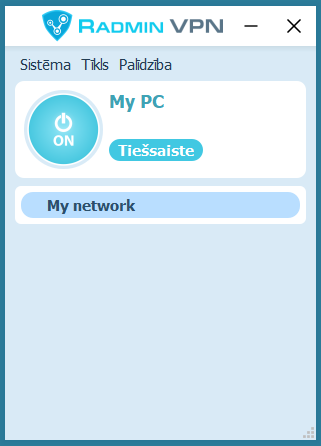 RADMIN VPN
Sistēma Tīkls Palīdzība
My PC
ON
Tiešsaiste
My network